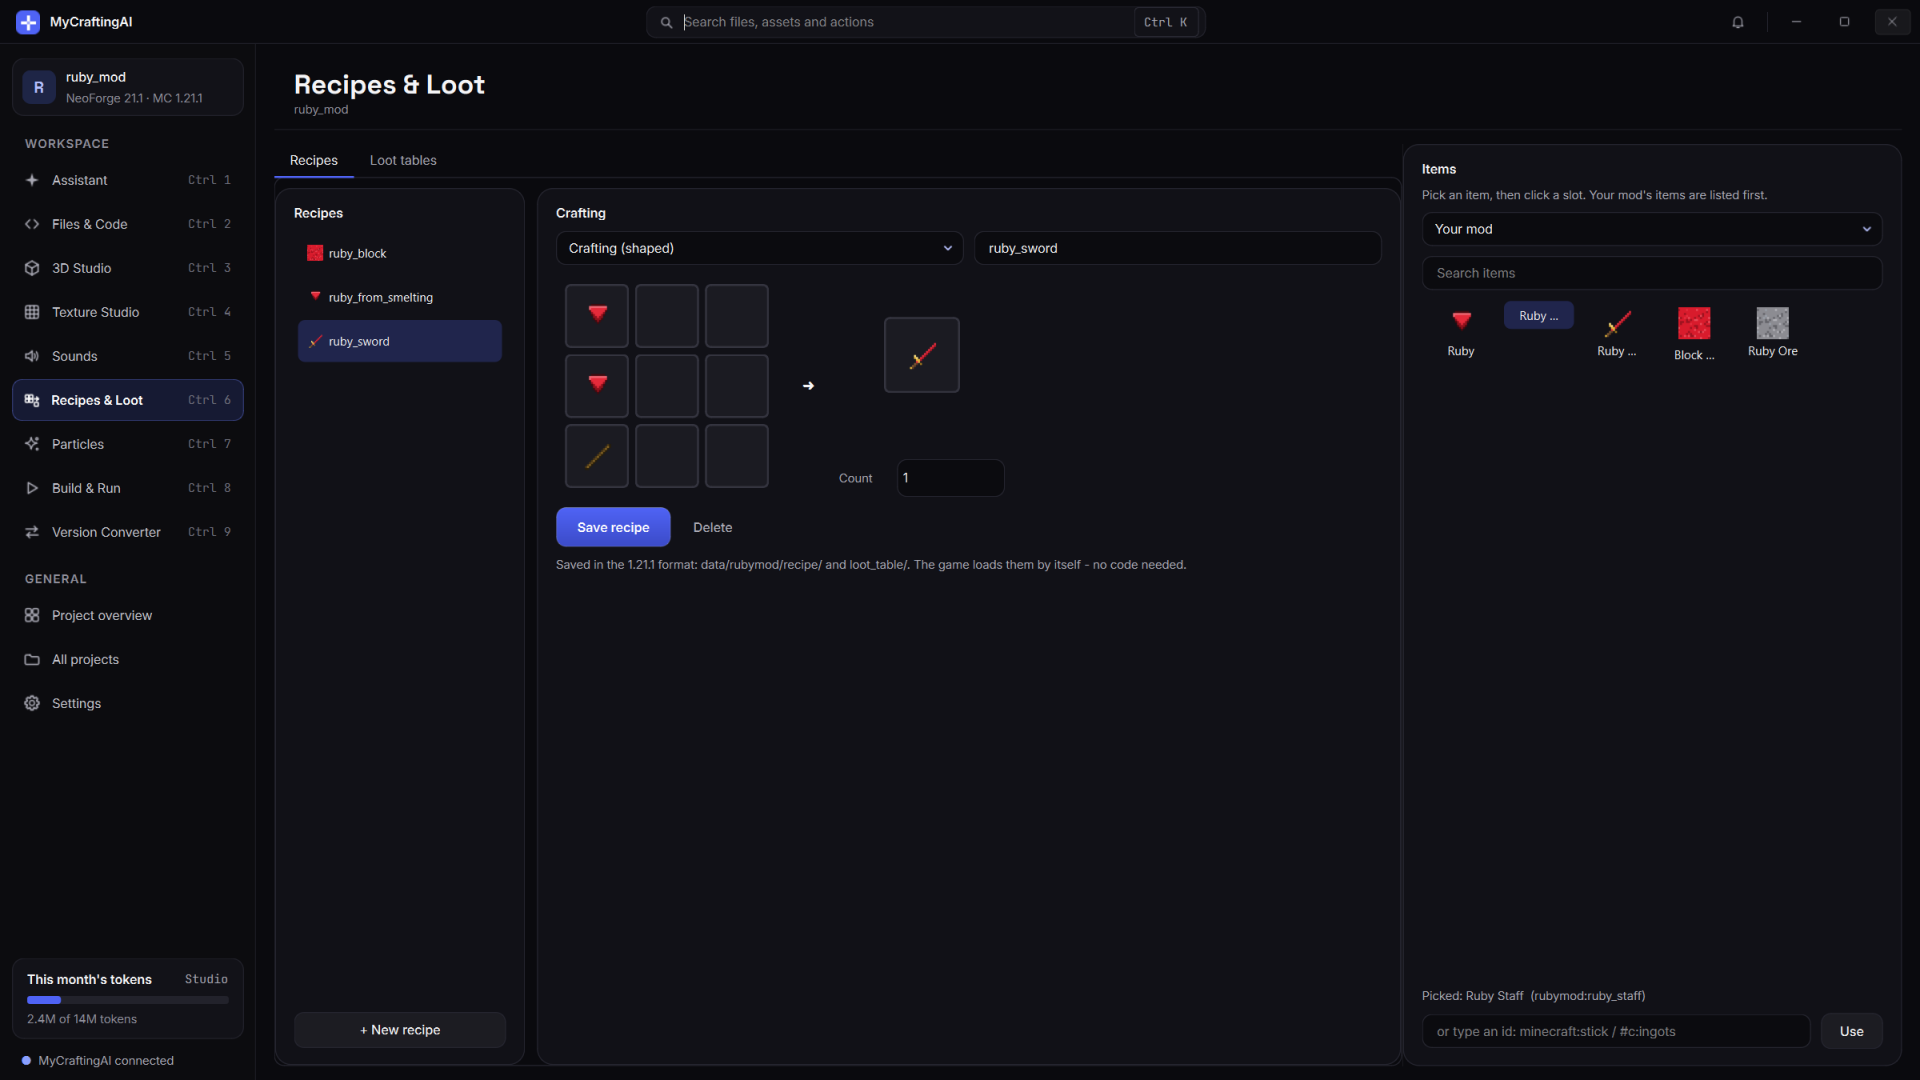 MyCraftingAI
Search files, assets and actions
Ctrl K
R
ruby_mod
NeoForge 21.1 · MC 1.21.1
WORKSPACE
Assistant Ctrl 1
Files & Code Ctrl 2
3D Studio Ctrl 3
Texture Studio Ctrl 4
Sounds Ctrl 5
Recipes & Loot Ctrl 6
Particles Ctrl 7
Build & Run Ctrl 8
Version Converter Ctrl 9
GENERAL
Project overview
All projects
Settings
This month's tokens Studio
2.4M of 14M tokens
MyCraftingAI connected
Recipes & Loot
ruby_mod
Recipes Loot tables
Recipes
ruby_block
ruby_from_smelting
ruby_sword
+ New recipe
Crafting
Crafting (shaped)
ruby_sword
Count 1
Save recipe Delete
Saved in the 1.21.1 format: data/rubymod/recipe/ and loot_table/. The game loads them by itself - no code needed.
Items
Pick an item, then click a slot. Your mod's items are listed first.
Your mod
Search items
Ruby
Ruby ...
Ruby ...
Block ...
Ruby Ore
Picked: Ruby Staff (rubymod:ruby_staff)
or type an id: minecraft:stick / #c:ingots
Use